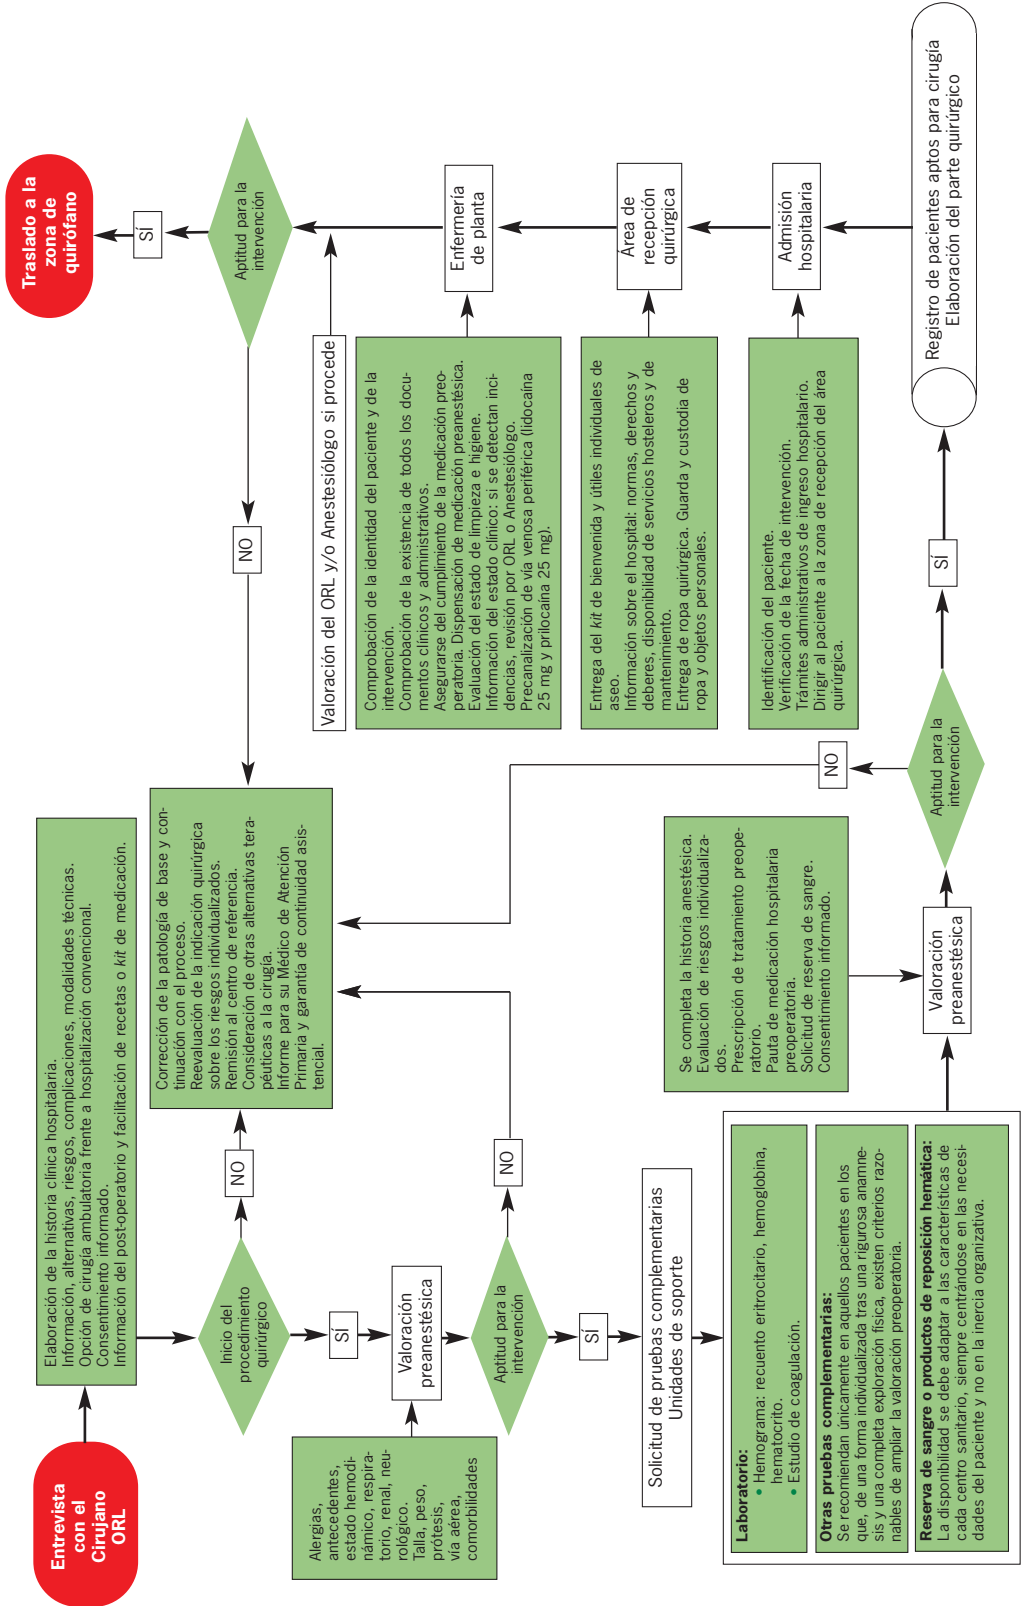 Entrevista
con el
Cirujano
ORL
Elaboración de la historia clínica hospitalaria.
Información, alternativas, riesgos, complicaciones, modalidades técnicas.
Opción de cirugía ambulatoria frente a hospitalización convencional.
Consentimiento informado.
Información del post-operatorio y facilitación de recetas o kit de medicación.
Inicio del
procedimiento
quirúrgico
NO
SÍ
Corrección de la patología de base y con-
tinuación con el proceso.
Reevaluación de la indicación quirúrgica
sobre los riesgos individualizados.
Remisión al centro de referencia.
Consideración de otras alternativas tera-
péuticas a la cirugía.
Informe para su Médico de Atención
Primaria y garantía de continuidad asis-
tencial.
Alergias,
antecedentes,
estado hemodi-
námico, respira-
torio, renal, neu-
rológico.
Talla, peso,
prótesis,
vía aérea,
comorbilidades
Valoración
preanestésica
Aptitud para la
intervención
NO
SÍ
Solicitud de pruebas complementarias
Unidades de soporte
Laboratorio:
• Hemograma: recuento eritrocitario, hemoglobina,
hematocrito.
• Estudio de coagulación.
Otras pruebas complementarias:
Se recomiendan únicamente en aquellos pacientes en los
que, de una forma individualizada tras una rigurosa anamne-
sis y una completa exploración física, existen criterios razo-
nables de ampliar la valoración preoperatoria.
Reserva de sangre o productos de reposición hemática:
La disponibilidad se debe adaptar a las características de
cada centro sanitario, siempre centrándose en las necesi-
dades del paciente y no en la inercia organizativa.
Se completa la historia anestésica.
Evaluación de riesgos individualiza-
dos.
Prescripción de tratamiento preope-
ratorio.
Pauta de medicación hospitalaria
preoperatoria.
Solicitud de reserva de sangre.
Consentimiento informado.
Valoración
preanestésica
Aptitud para la
intervención
NO
SÍ
Registro de pacientes aptos para cirugía
Elaboración del parte quirúrgico
Identificación del paciente.
Verificación de la fecha de intervención.
Trámites administrativos de ingreso hospitalario.
Dirigir al paciente a la zona de recepción del área
quirúrgica.
Admisión
hospitalaria
Entrega del kit de bienvenida y útiles individuales de
aseo.
Información sobre el hospital: normas, derechos y
deberes, disponiblidad de servicios hosteleros y de
mantenimiento.
Entrega de ropa quirúrgica. Guarda y custodia de
ropa y objetos personales.
Área de
recepción
quirúrgica
Comprobación de la identidad del paciente y de la
intervención.
Comprobación de la existencia de todos los docu-
mentos clínicos y administrativos.
Asegurarse del cumplimiento de la medicación preo-
peratoria. Dispensación de medicación preanestésica.
Evaluación del estado de limpieza e higiene.
Información del estado clínico: si se detectan inci-
dencias, revisión por ORL o Anestesiólogo.
Precanalización de vía venosa periférica (lidocaína
25 mg y prilocaína 25 mg).
Enfermería
de planta
Valoración del ORL y/o Anestesiólogo si procede
Aptitud para la
intervención
NO
SÍ
Traslado a la
zona de
quirófano